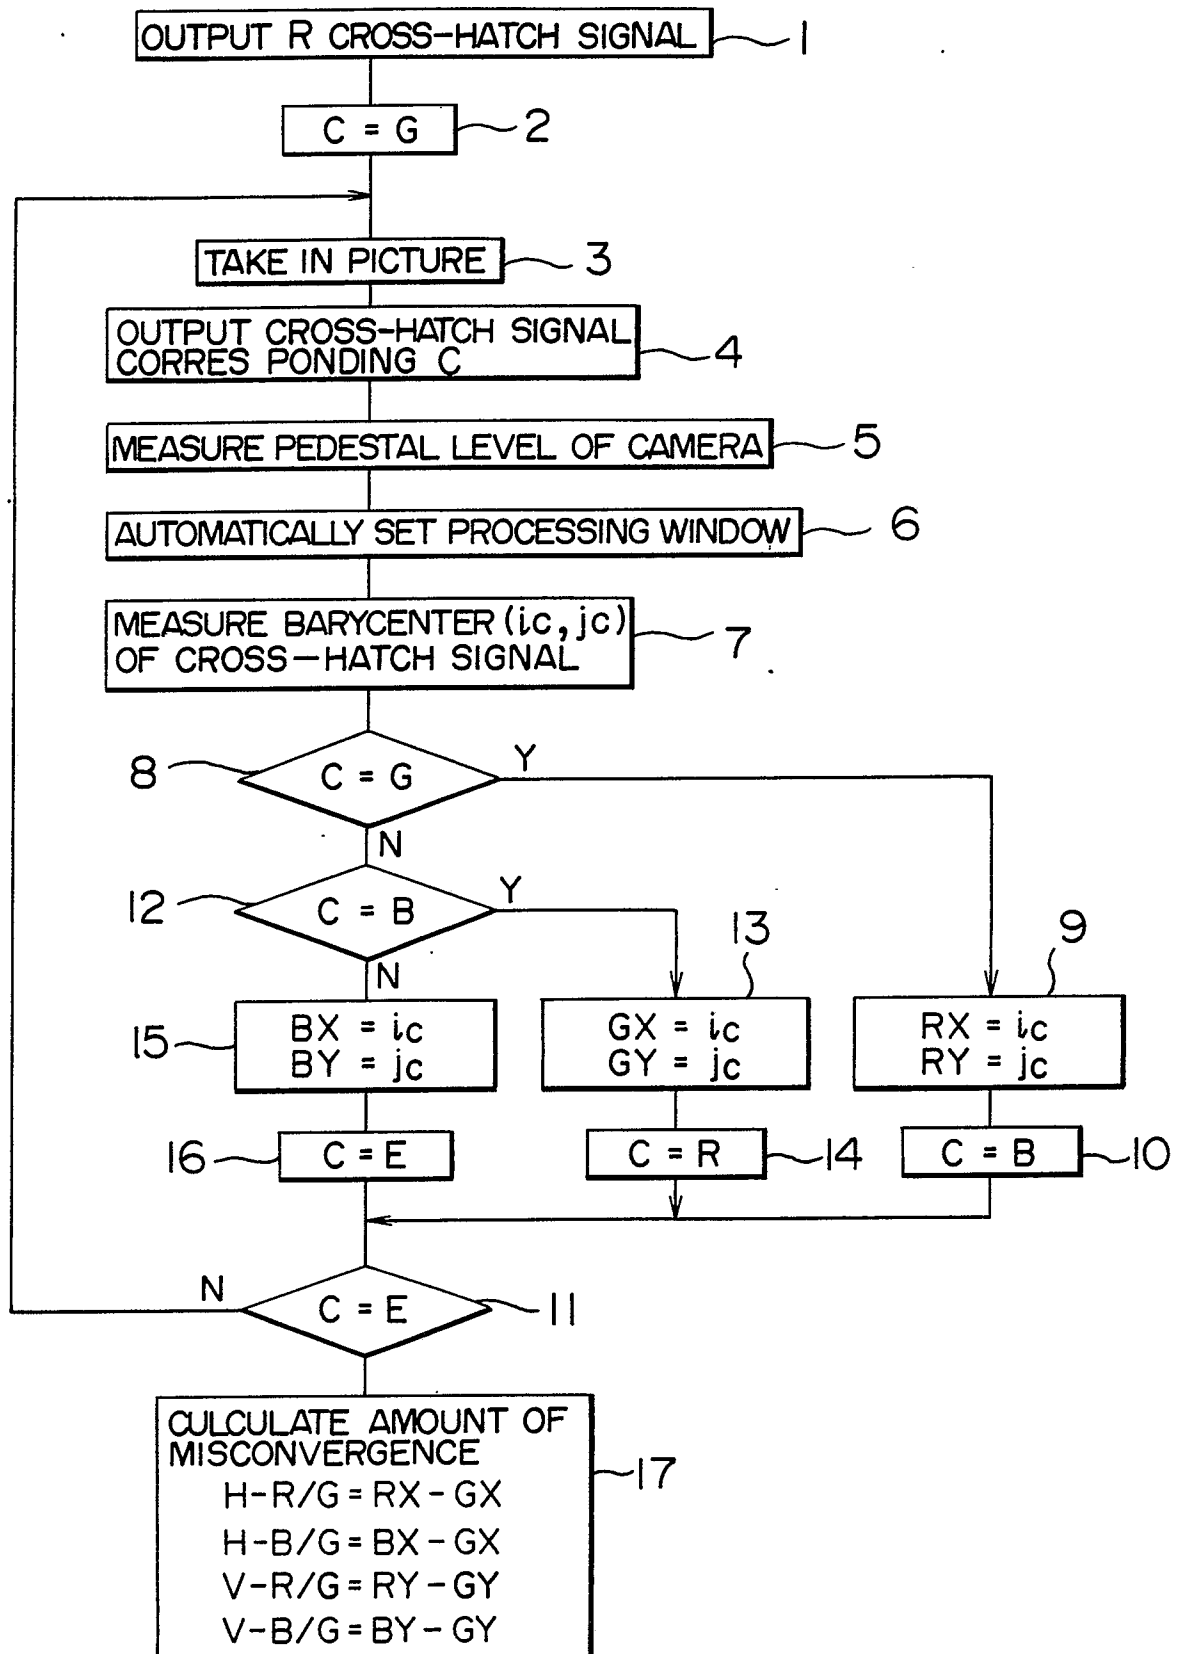 OUTPUT R CROSS-HATCH SIGNAL
1
C = G
2
TAKE IN PICTURE
3
OUTPUT CROSS-HATCH SIGNAL
CORRES PONDING C
4
MEASURE PEDESTAL LEVEL OF CAMERA
5
AUTOMATICALLY SET PROCESSING WINDOW
6
MEASURE BARYCENTER (ic, jc)
OF CROSS-HATCH SIGNAL
7
8
C = G
Y
N
12
C = B
Y
N
13
9
15
BX = ic
BY = jc
GX = ic
GY = jc
RX = ic
RY = jc
16
C = E
C = R
14
C = B
10
N
C = E
11
CULCULATE AMOUNT OF
MISCONVERGENCE
H-R/G = RX - GX
H-B/G = BX - GX
V-R/G = RY - GY
V-B/G = BY - GY
17